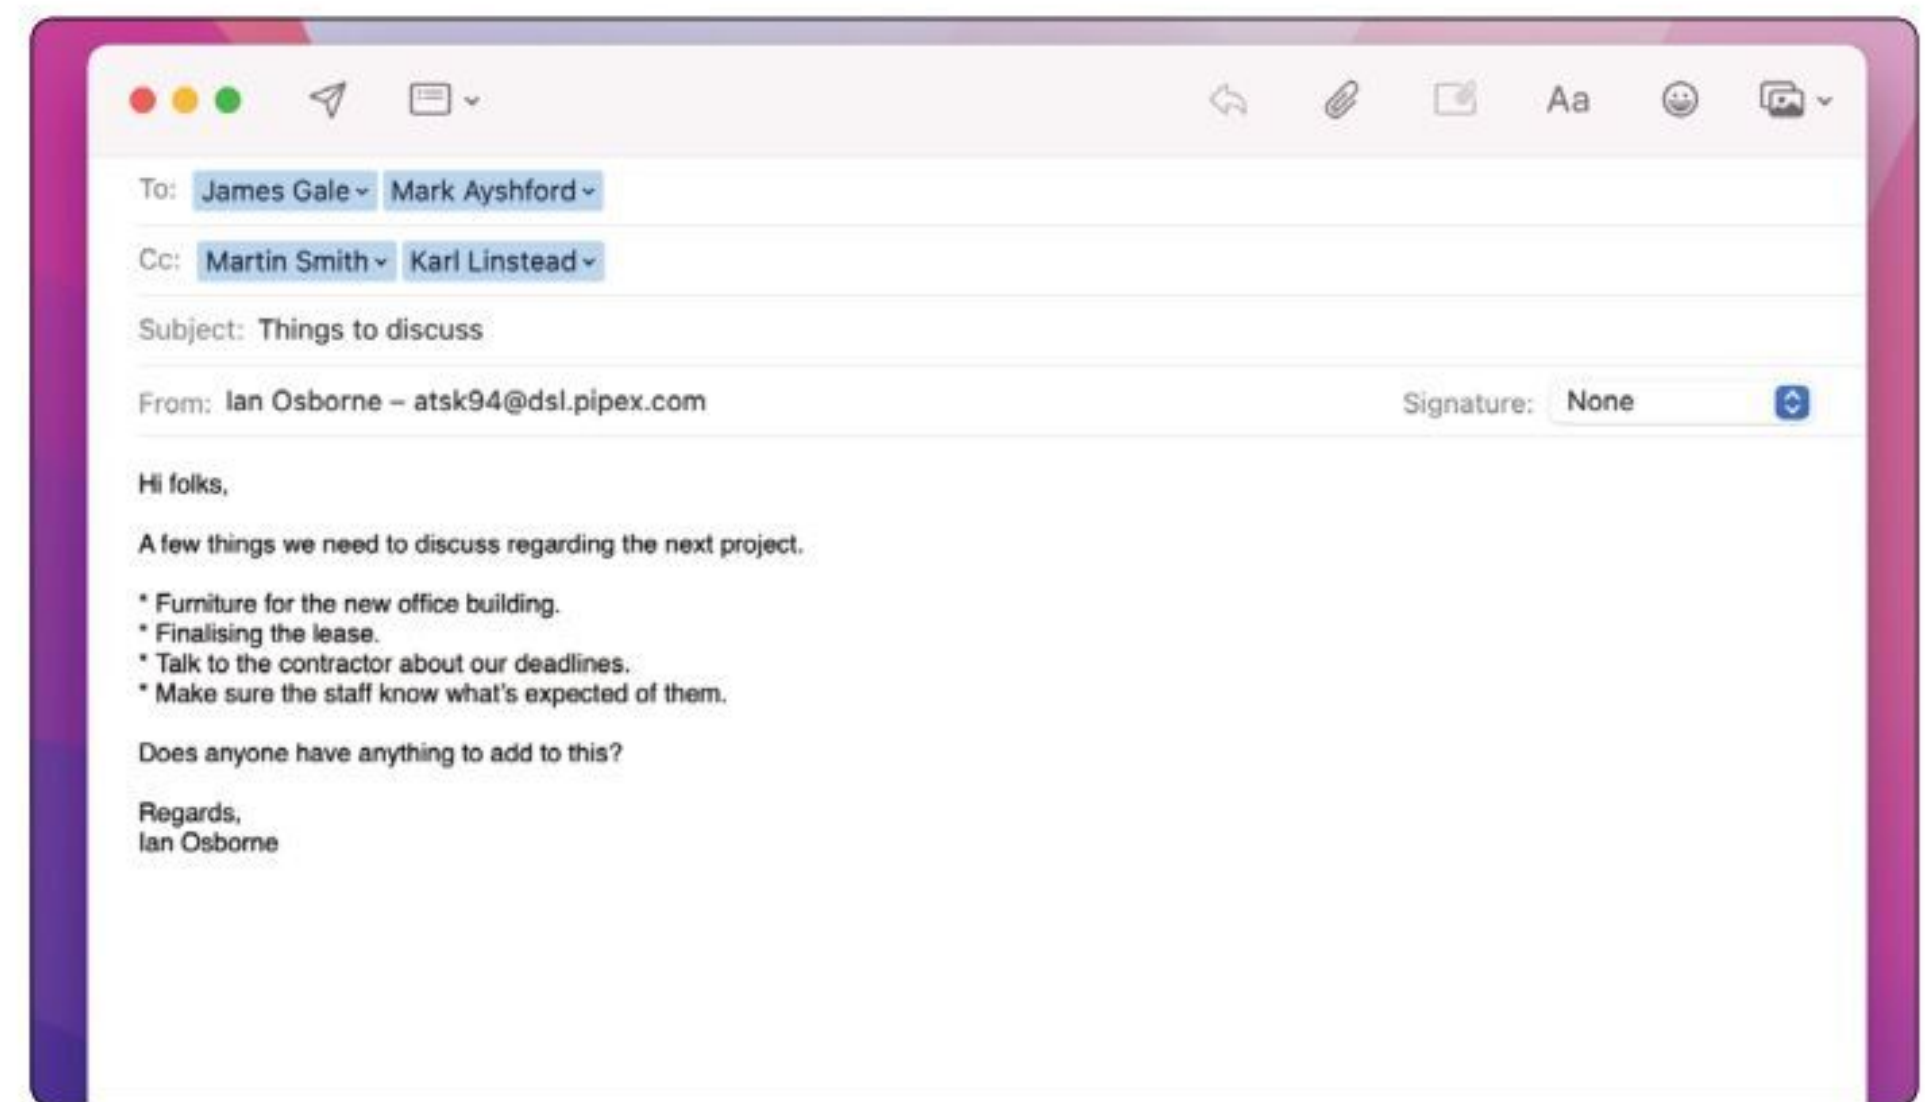 Aa
To: James Gale Mark Ayshford
Cc: Martin Smith Karl Linstead
Subject: Things to discuss
From: Ian Osborne – atsk94@dsl.pipex.com Signature: None
Hi folks,
A few things we need to discuss regarding the next project.
* Furniture for the new office building.
* Finalising the lease.
* Talk to the contractor about our deadlines.
* Make sure the staff know what's expected of them.
Does anyone have anything to add to this?
Regards,
Ian Osborne